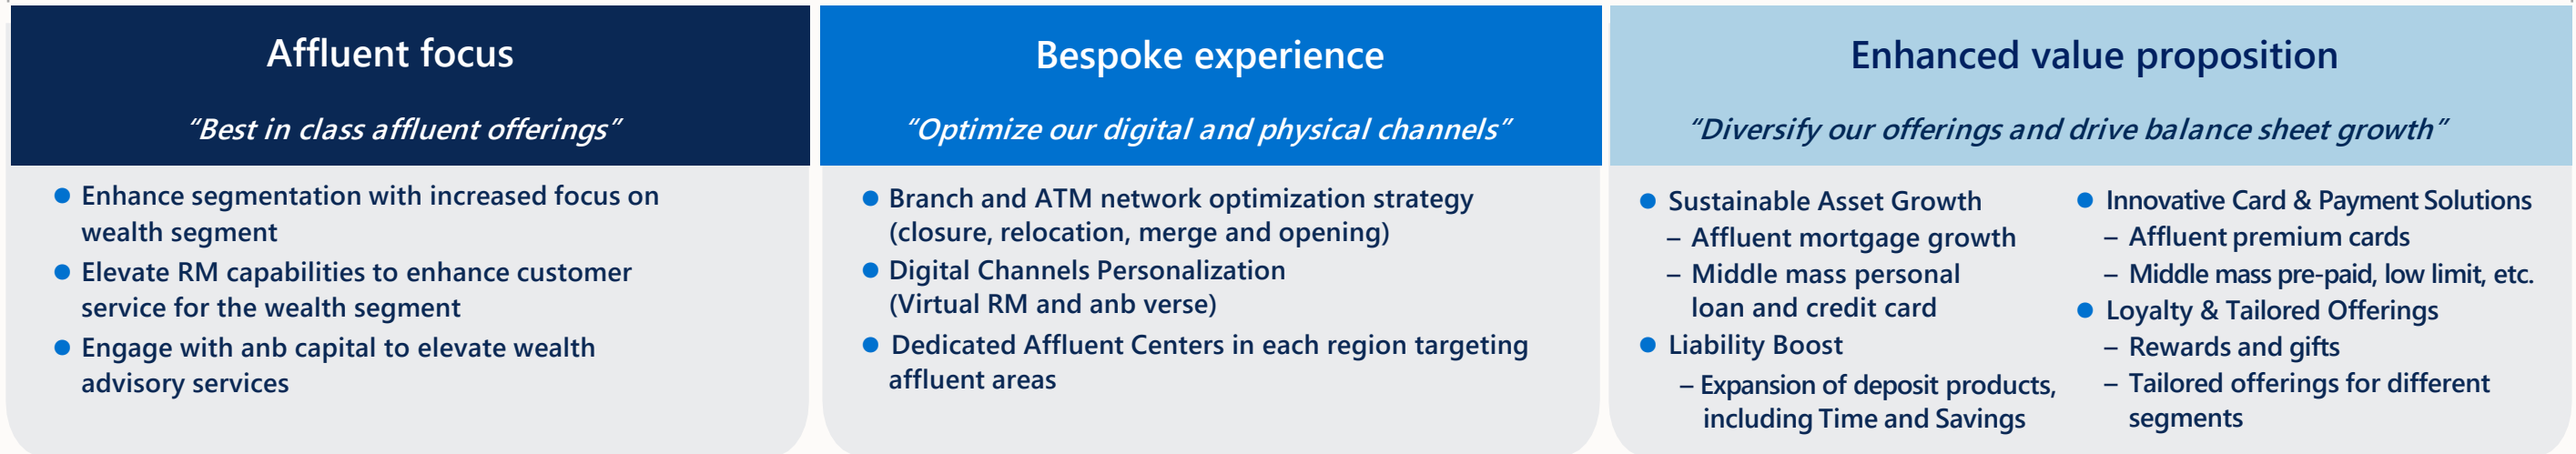 Affluent focus
“Best in class affluent offerings”
● Enhance segmentation with increased focus on
wealth segment
● Elevate RM capabilities to enhance customer
service for the wealth segment
● Engage with anb capital to elevate wealth
advisory services
Bespoke experience
“Optimize our digital and physical channels”
● Branch and ATM network optimization strategy
(closure, relocation, merge and opening)
● Digital Channels Personalization
(Virtual RM and anb verse)
● Dedicated Affluent Centers in each region targeting
affluent areas
Enhanced value proposition
“Diversify our offerings and drive balance sheet growth”
● Sustainable Asset Growth
– Affluent mortgage growth
– Middle mass personal
loan and credit card
● Liability Boost
– Expansion of deposit products,
including Time and Savings
● Innovative Card & Payment Solutions
– Affluent premium cards
– Middle mass pre-paid, low limit, etc.
● Loyalty & Tailored Offerings
– Rewards and gifts
– Tailored offerings for different
segments